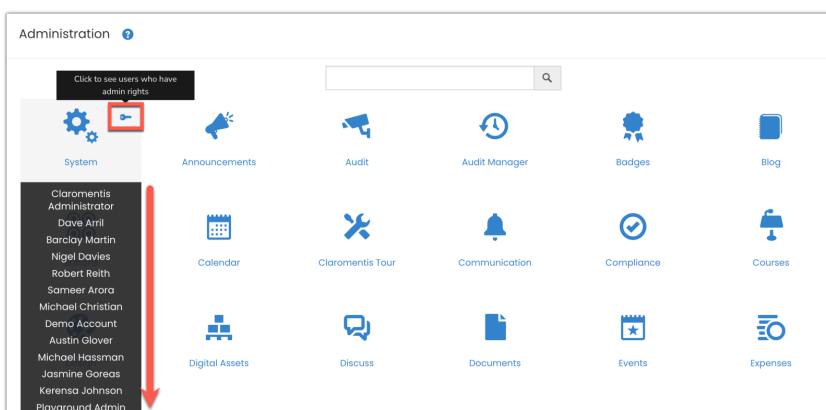 Administration ?
Click to see users who have
admin rights
System
Announcements
Audit
Audit Manager
Badges
Blog
Claromentis
Administrator
Dave Arril
Barclay Martin
Nigel Davies
Robert Reith
Sameer Arora
Michael Christian
Demo Account
Austin Glover
Michael Hassman
Jasmine Goreas
Kerensa Johnson
Playground Admin
Calendar
Claromentis Tour
Communication
Compliance
Courses
Digital Assets
Discuss
Documents
Events
Expenses